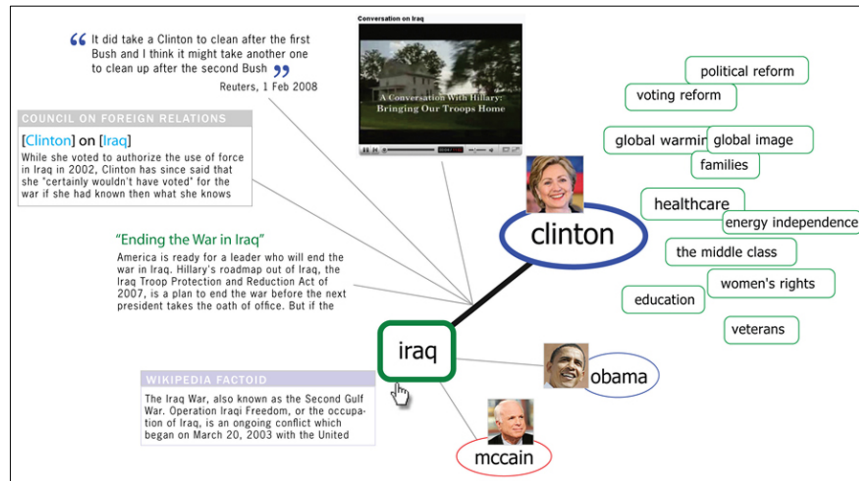 “ It did take a Clinton to clean after the first
Bush and I think it might take another one
to clean up after the second Bush ”
Reuters, 1 Feb 2008
COUNCIL ON FOREIGN RELATIONS
[Clinton] on [Iraq]
While she voted to authorize the use of force
in Iraq in 2002, Clinton has since said that
she "certainly wouldn't have voted" for the
war if she had known then what she knows
“Ending the War in Iraq”
America is ready for a leader who will end the
war in Iraq. Hillary's roadmap out of Iraq, the
Iraq Troop Protection and Reduction Act of
2007, is a plan to end the war before the next
president takes the oath of office. But if the
WIKIPEDIA FACTOID
The Iraq War, also known as the Second Gulf
War. Operation Iraqi Freedom, or the occupa-
tion of Iraq, is an ongoing conflict which
began on March 20, 2003 with the United
Conversation on Iraq
A Conversation With Hillary:
Bringing Our Troops Home
clinton
iraq
obama
mccain
political reform
voting reform
global warmin
global image
families
healthcare
energy independence
the middle class
women's rights
education
veterans